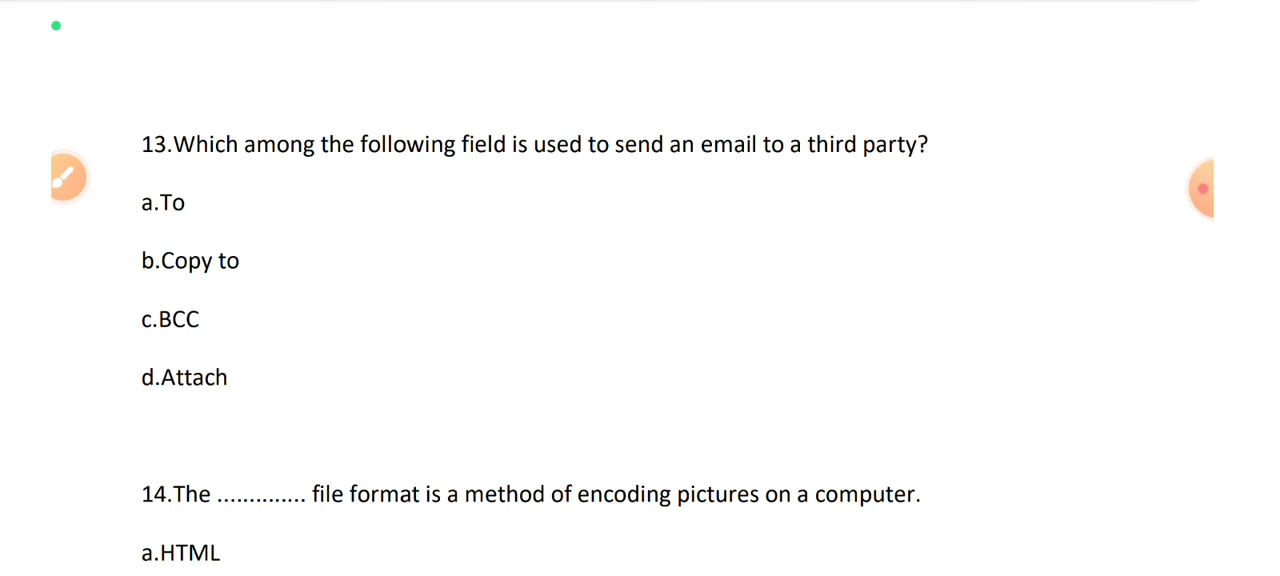 13.Which among the following field is used to send an email to a third party?
a.To
b.Copy to
c.BCC
d.Attach
14.The .............. file format is a method of encoding pictures on a computer.
a.HTML